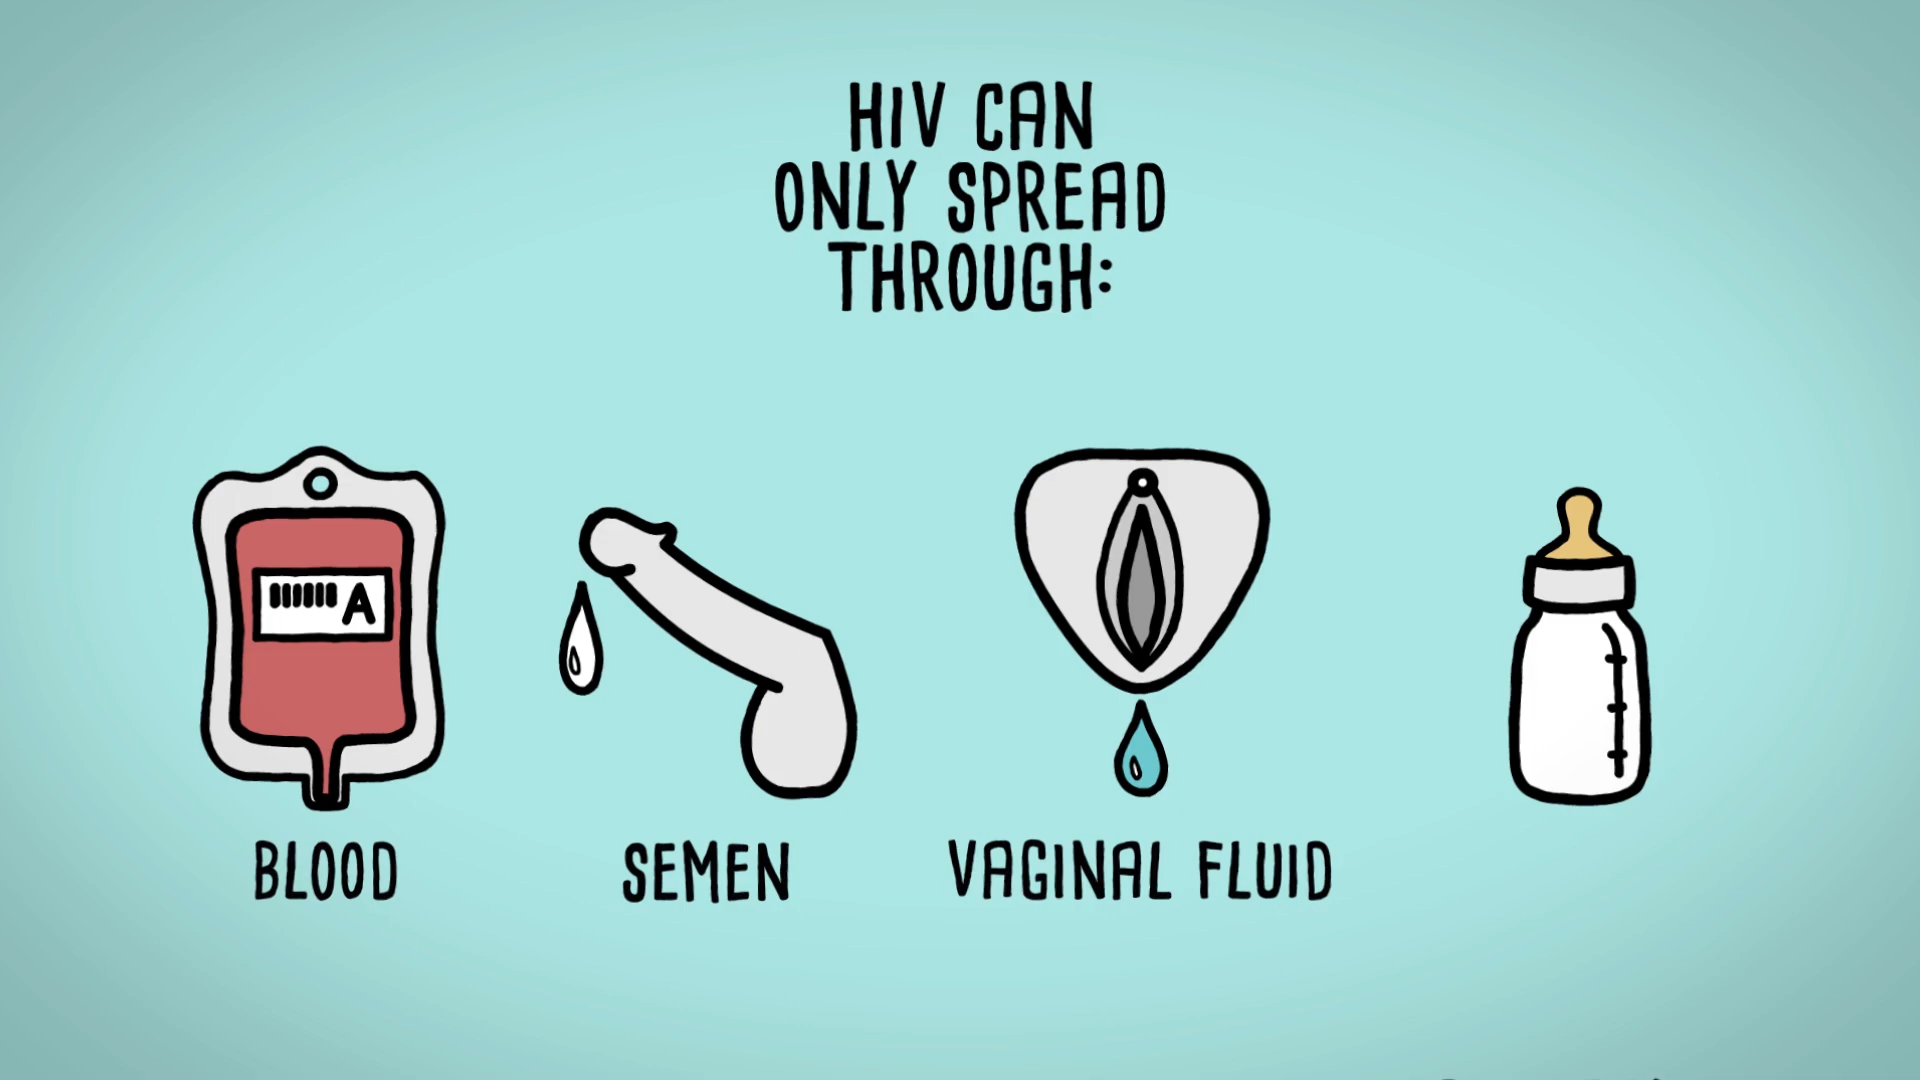 HIV CAN
ONLY SPREAD
THROUGH:
A
BLOOD
SEMEN
VAGINAL FLUID